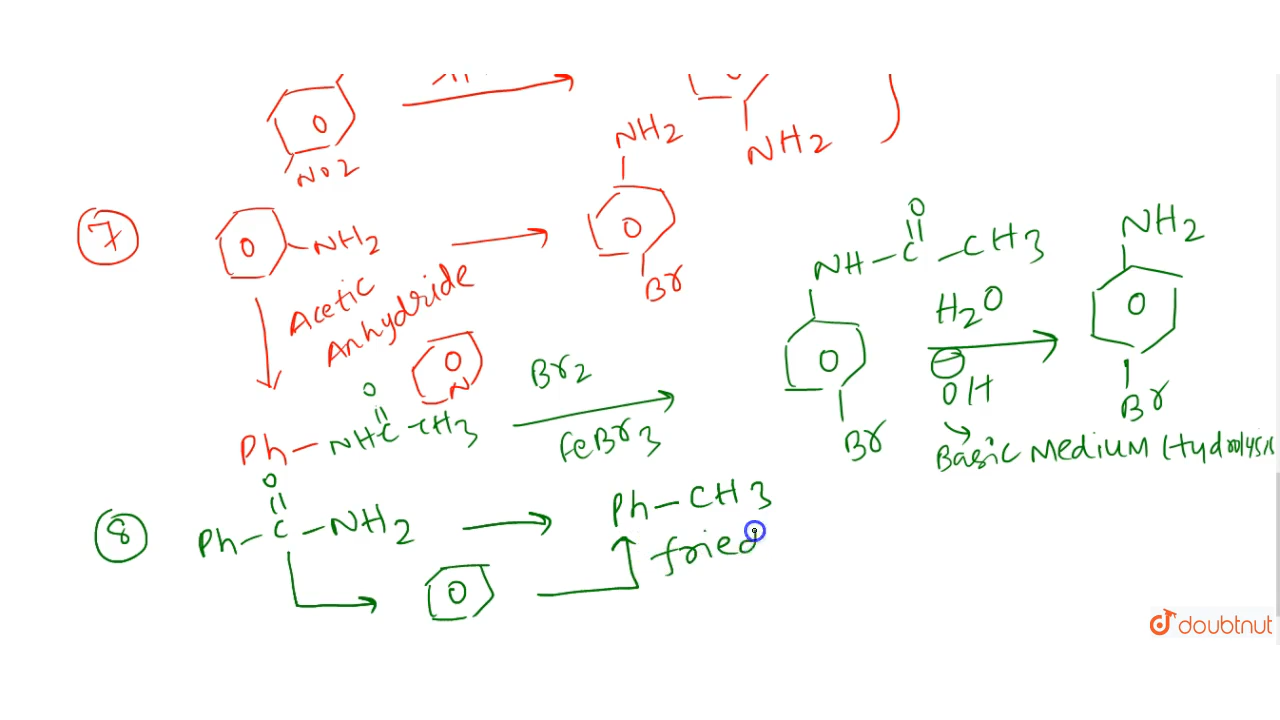 NO2
NH2
7
NH2
NH2
Br
Acetic
Anhydride
N
Ph-NHC-CH3
O
Br2
FeBr3
NH-C-CH3
O
Br
H2O
OH
Basic Medium (Hydrolysis
NH2
Br
8
O
Ph-C-NH2
Ph-CH3
fried
doubtnut